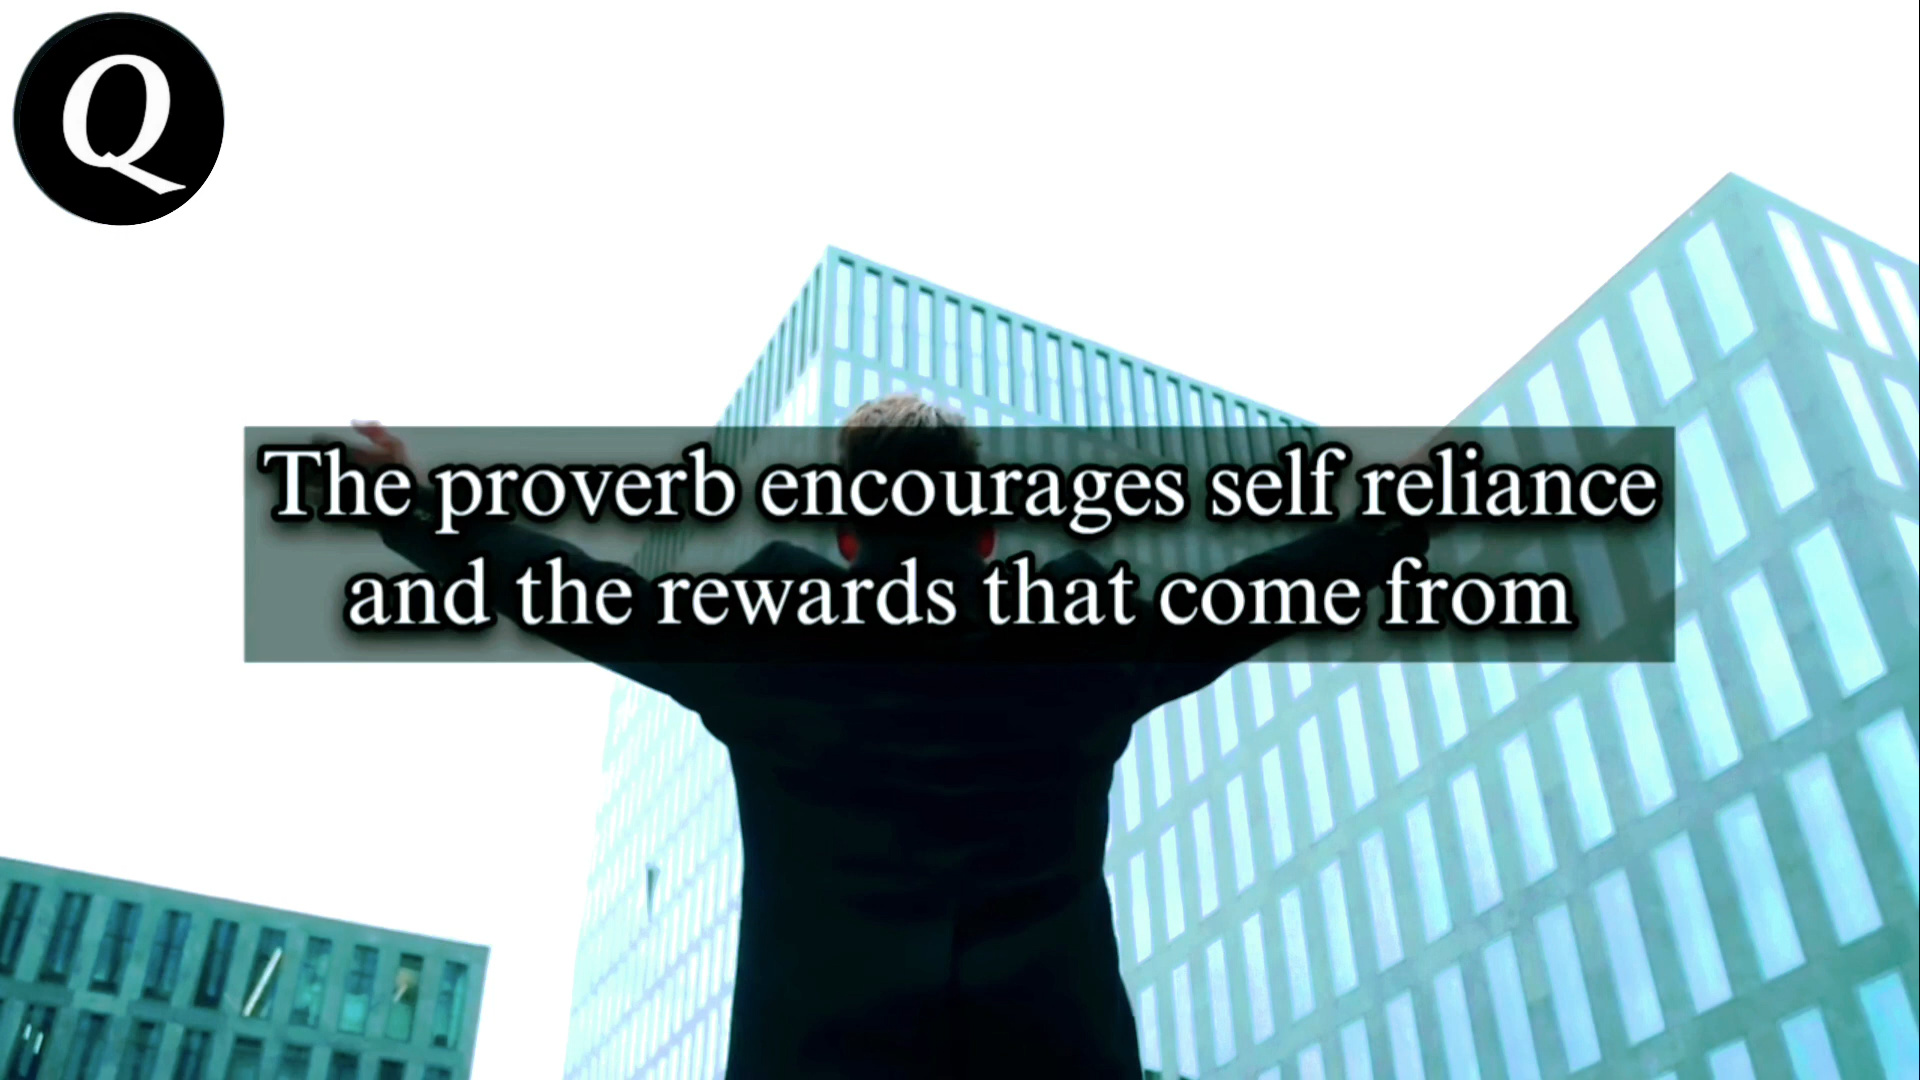 Q
The proverb encourages self reliance
and the rewards that come from